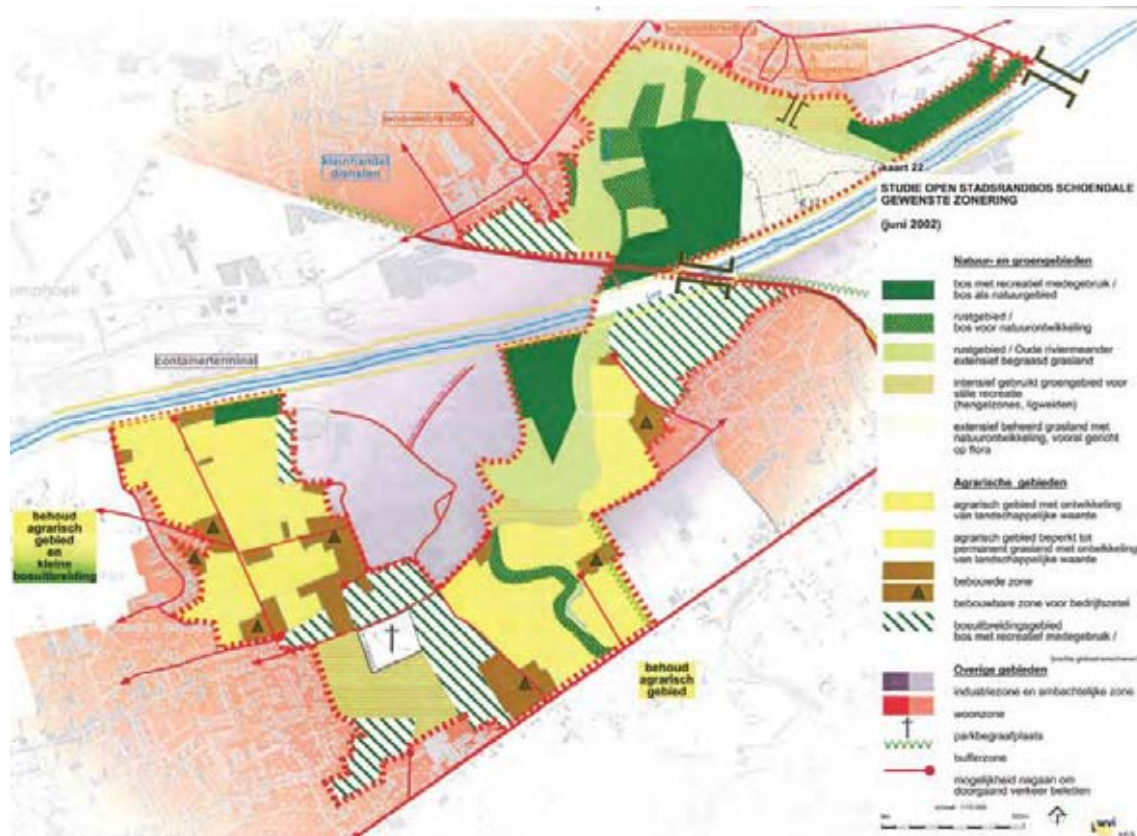 woonuitbreiding
kleinhandel
diensten
containerterminal
behoud
agrarisch
gebied
en
kleine
bosuitbreiding
behoud
agrarisch
gebied
kaart 22
STUDIE OPEN STADSRANDBOS SCHOENDALE
GEWENSTE ZONERING
(juni 2002)
Natuur- en groengebieden
bos met recreatief medegebruik /
bos als natuurgebied
rustgebied /
bos voor natuurontwikkeling
rustgebied / Oude riviermeander
extensief begraasd grasland
intensief gebruikt groengebied voor
stille recreatie
(hengelzones, ligweiden)
extensief beheerd grasland met
natuurontwikkeling, vooral gericht
op flora
Agrarische gebieden
agrarisch gebied met ontwikkeling
van landschappelijke waarde
agrarisch gebied beperkt tot
permanent grasland met ontwikkeling
van landschappelijke waarde
bebouwde zone
bebouwbare zone voor bedrijfszetel
bosuitbreidingsgebied
bos met recreatief medegebruik /
Overige gebieden
industriezone en ambachtelijke zone
woonzone
parkbegraafplaats
bufferzone
mogelijkheid nagaan om
doorgaand verkeer beletten
wvi